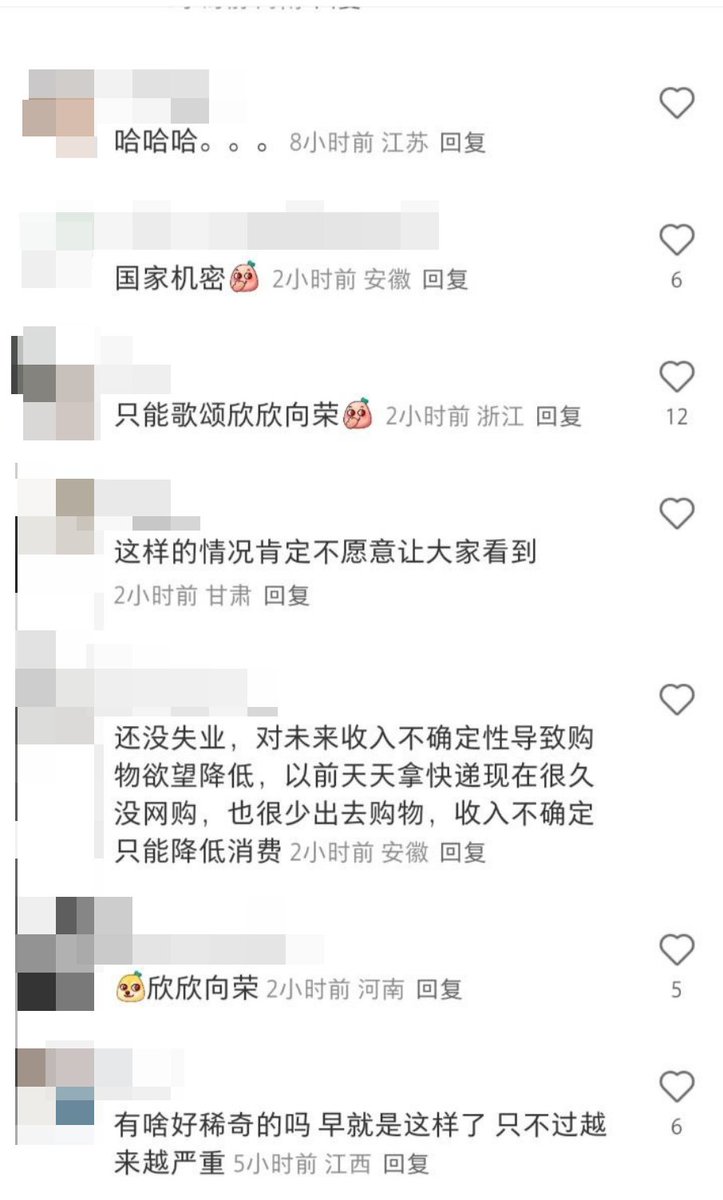 哈哈哈。。。 8小时前 江苏 回复
国家机密 2小时前 安徽 回复
6
只能歌颂欣欣向荣 2小时前 浙江 回复
12
这样的情况肯定不愿意让大家看到
2小时前 甘肃 回复
还没失业，对未来收入不确定性导致购
物欲望降低，以前天天拿快递现在很久
没网购，也很少出去购物，收入不确定
只能降低消费 2小时前 安徽 回复
欣欣向荣 2小时前 河南 回复
5
有啥好稀奇的吗 早就是这样了 只不过越
来越严重 5小时前 江西 回复
6